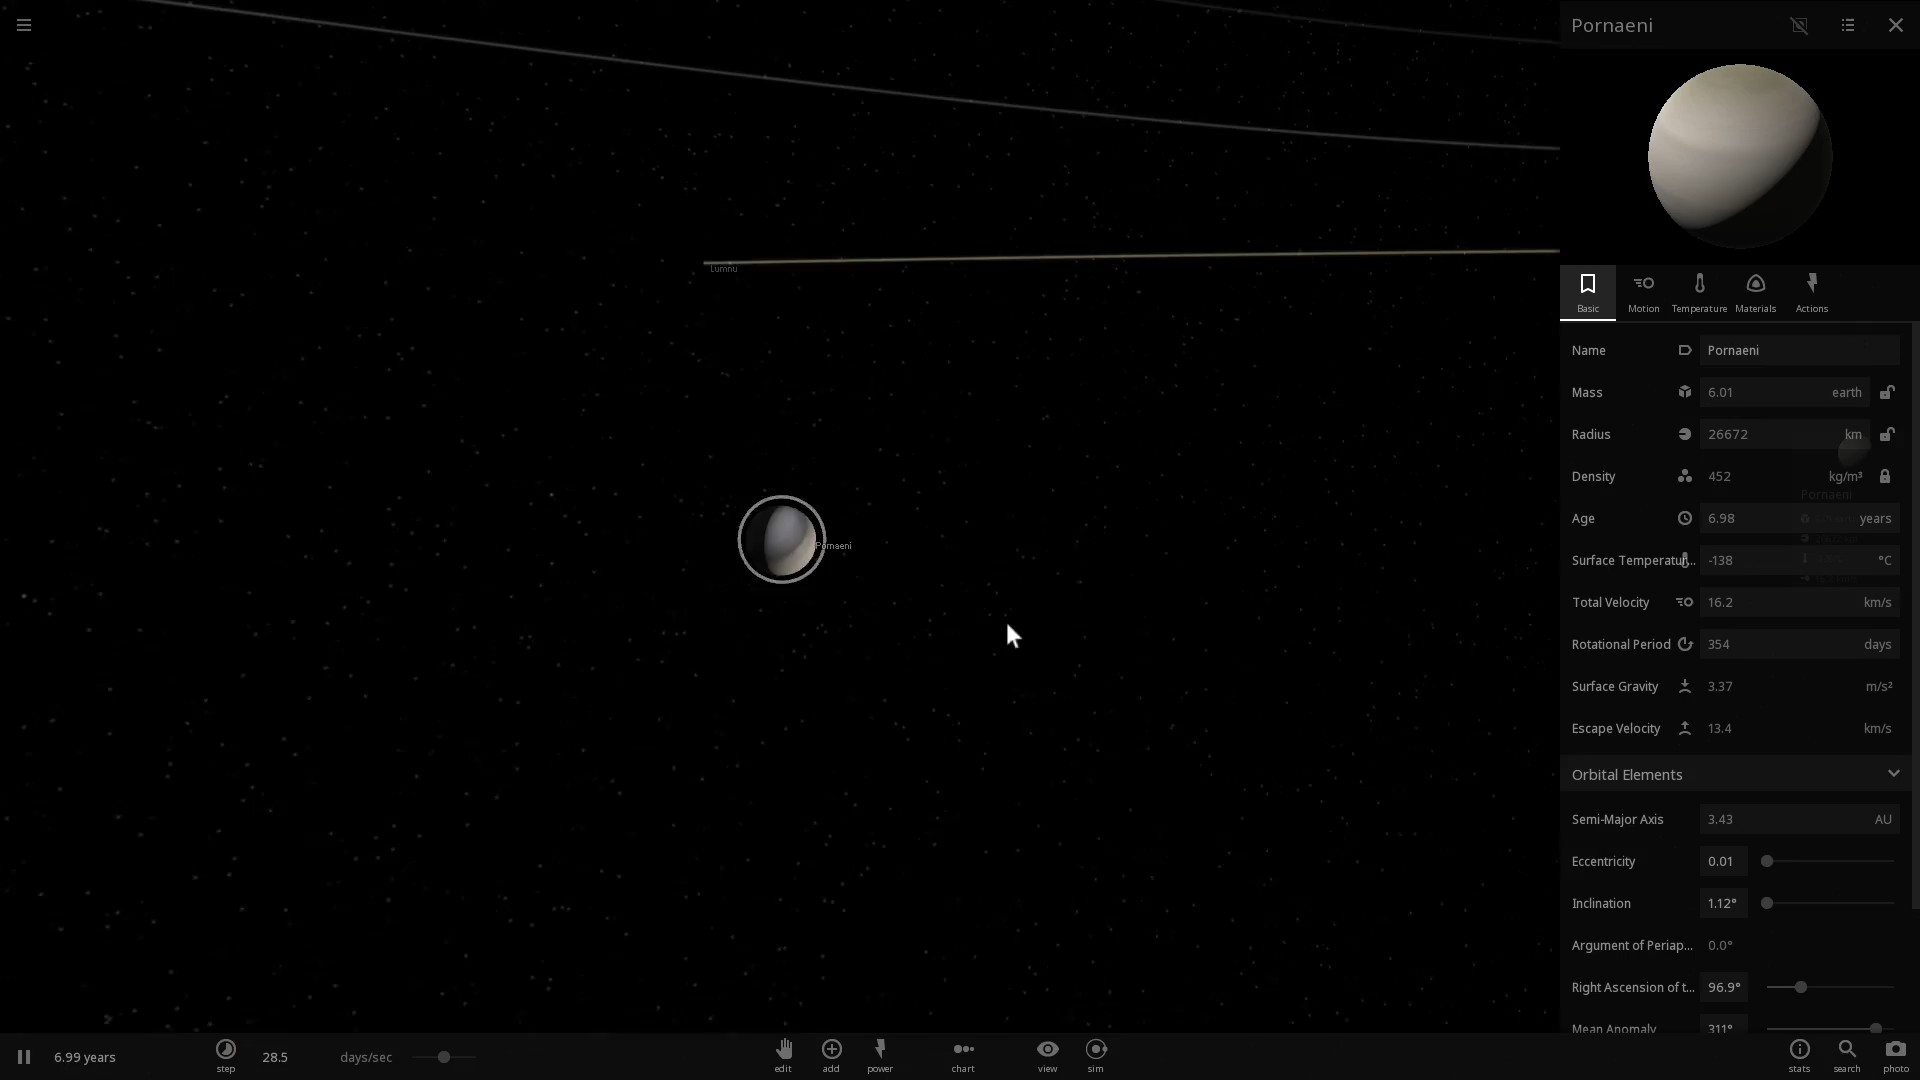 Pornaeni
Lumnu
Basic Motion Temperature Materials Actions
Name Pornaeni
Mass 6.01 earth
Radius 26672 km
Density 452 kg/m³
Pornaeni
Age 6.98 years
Pornaeni
Surface Temperatur... -138 °C
Total Velocity 16.2 km/s
Rotational Period 354 days
Surface Gravity 3.37 m/s²
Escape Velocity 13.4 km/s
Orbital Elements
Semi-Major Axis 3.43 AU
Eccentricity 0.01
Inclination 1.12°
Argument of Periap... 0.0°
Right Ascension of t... 96.9°
Mean Anomaly 311°
6.99 years step 28.5 days/sec edit add power chart view sim stats search photo